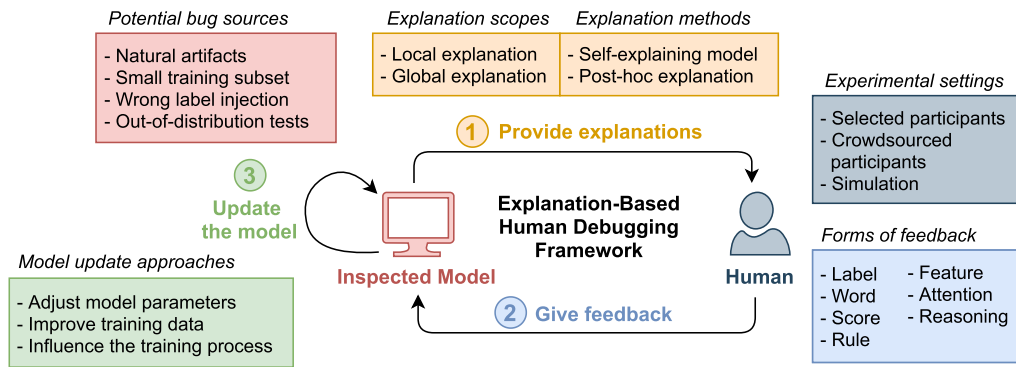 Potential bug sources
- Natural artifacts
- Small training subset
- Wrong label injection
- Out-of-distribution tests
Explanation scopes
- Local explanation
- Global explanation
Explanation methods
- Self-explaining model
- Post-hoc explanation
Experimental settings
- Selected participants
- Crowdsourced
participants
- Simulation
1 Provide explanations
3
Update
the model
Explanation-Based
Human Debugging
Framework
Inspected Model
Human
2 Give feedback
Model update approaches
- Adjust model parameters
- Improve training data
- Influence the training process
Forms of feedback
- Label
- Word
- Score
- Rule
- Feature
- Attention
- Reasoning